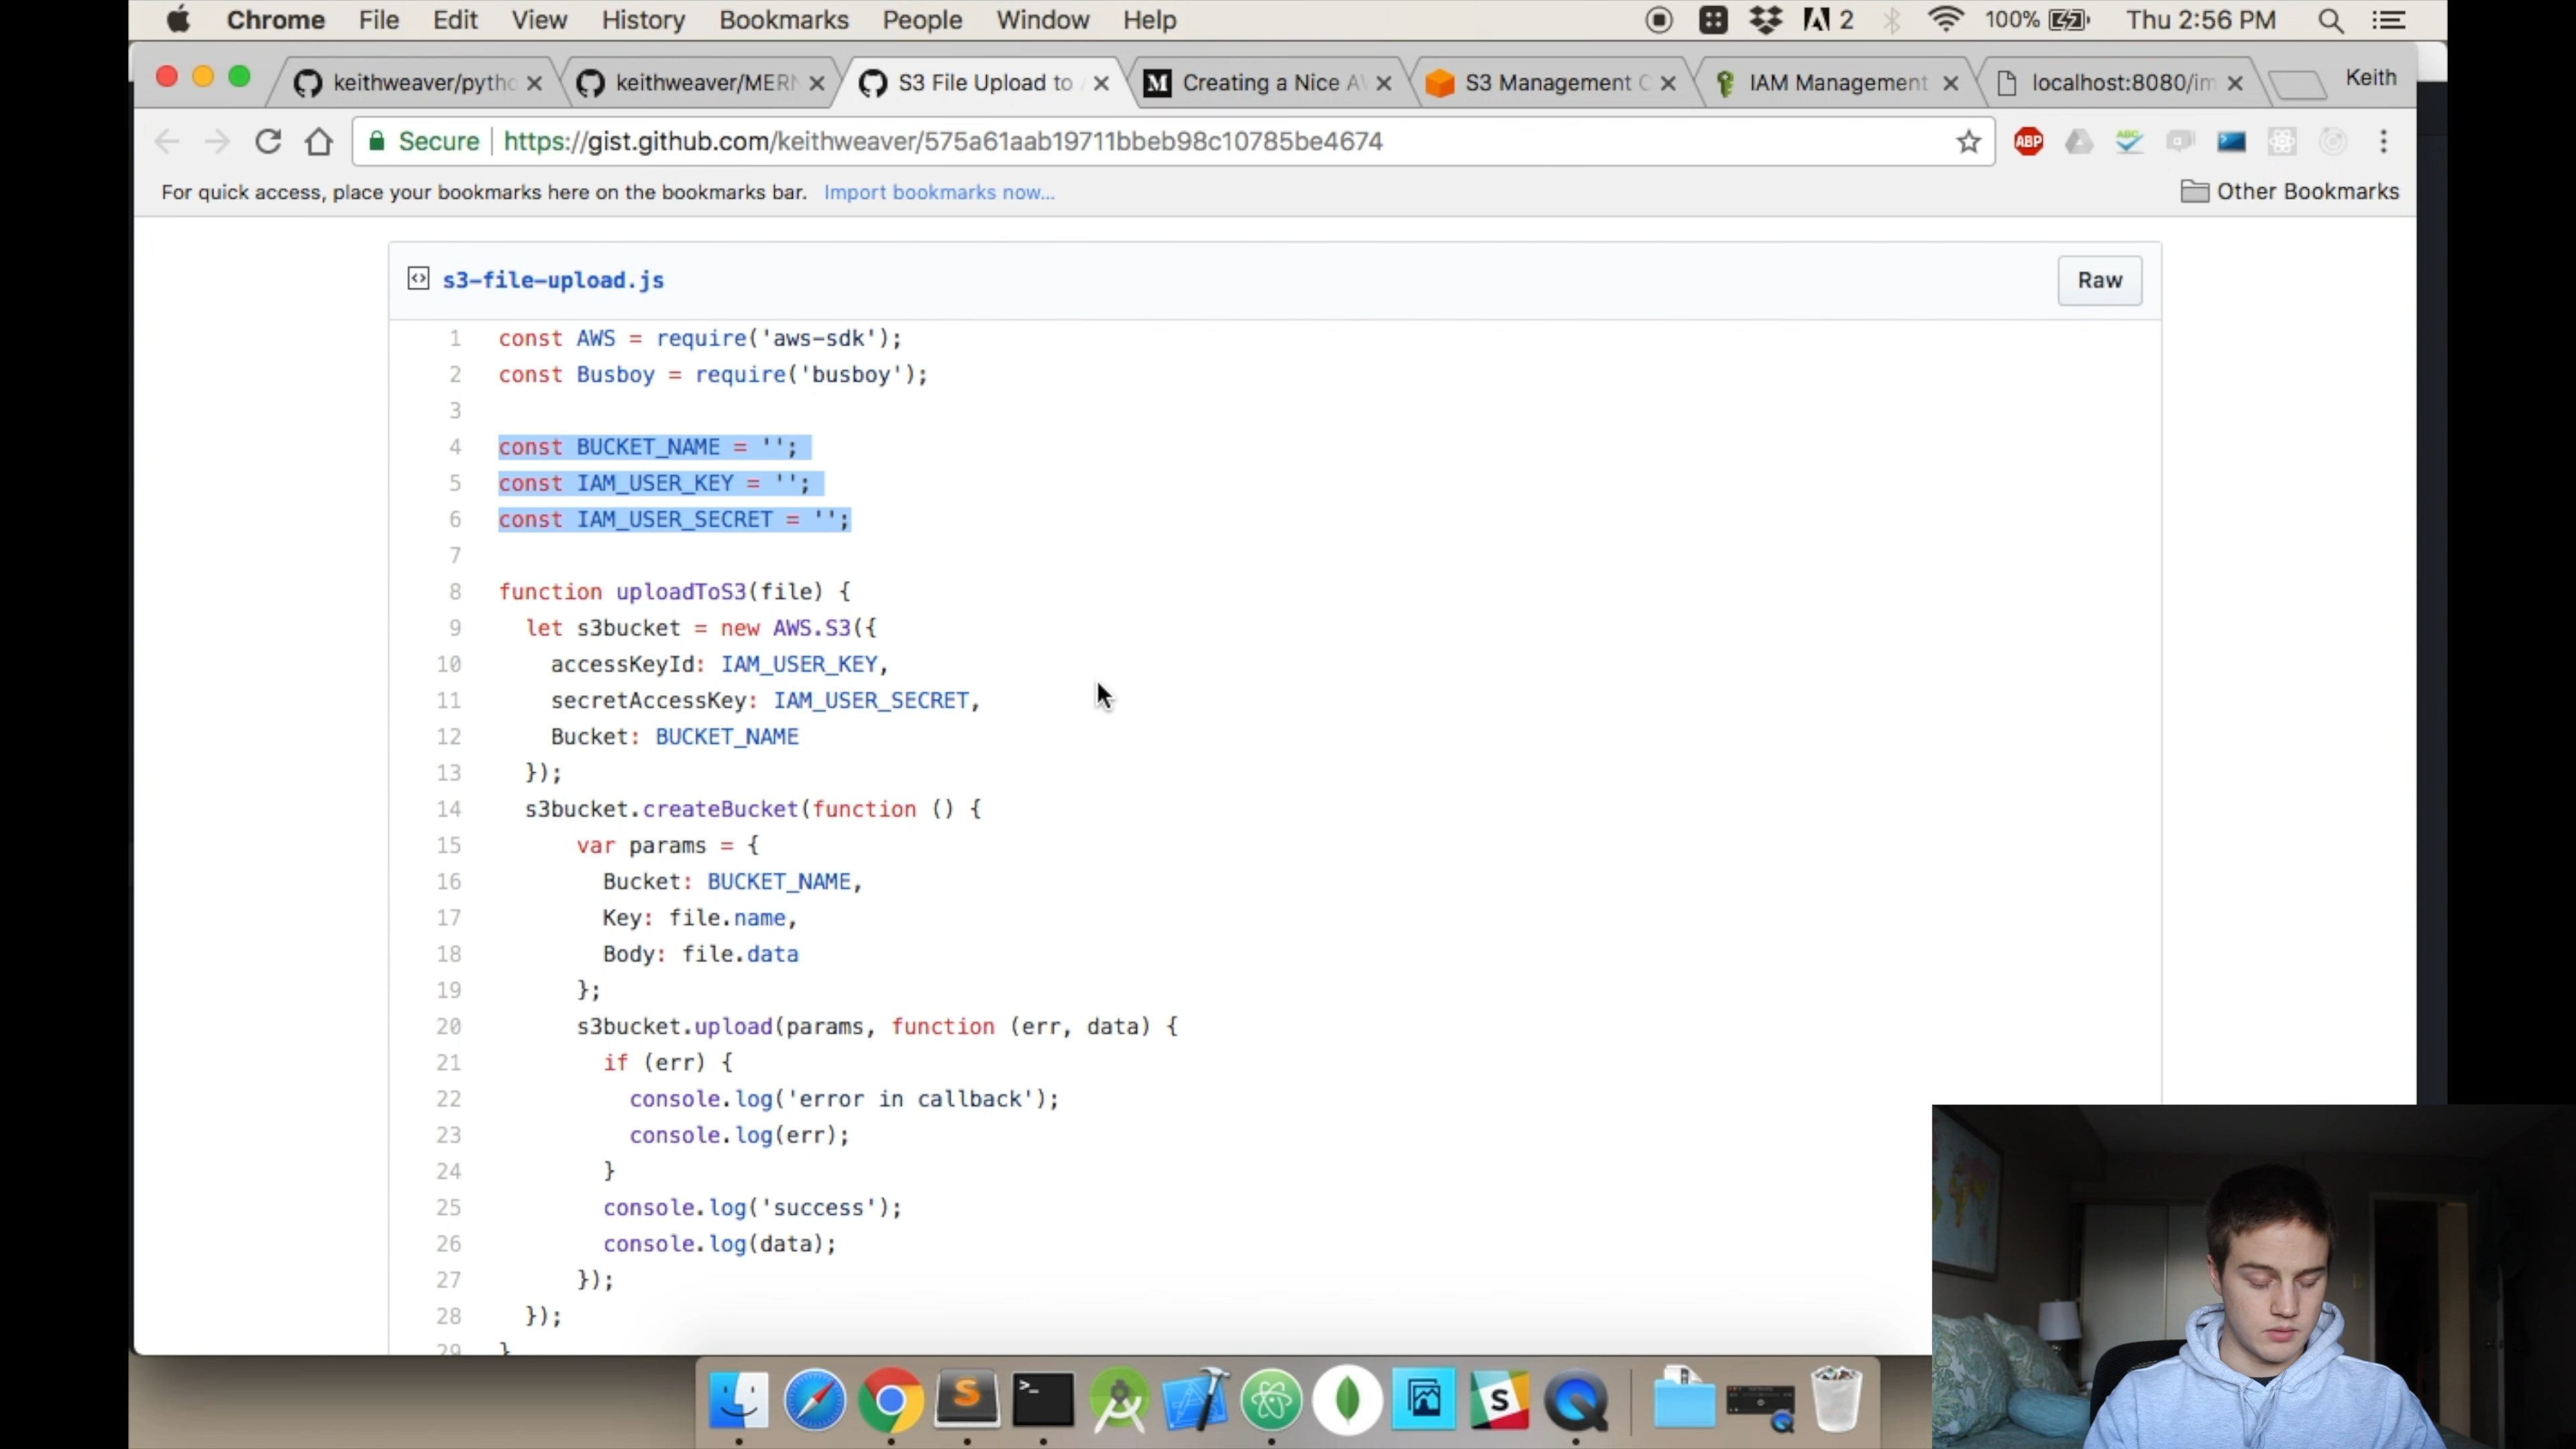 Chrome File Edit View History Bookmarks People Window Help 2 100% Thu 2:56 PM
keithweaver/pytho keithweaver/MERN S3 File Upload to Creating a Nice AW S3 Management C IAM Management localhost:8080/im Keith
Secure https://gist.github.com/keithweaver/575a61aab19711bbeb98c10785be4674 ABP
For quick access, place your bookmarks here on the bookmarks bar. Import bookmarks now... Other Bookmarks
s3-file-upload.js Raw
1 const AWS = require('aws-sdk');
2 const Busboy = require('busboy');
3
4 const BUCKET_NAME = '';
5 const IAM_USER_KEY = '';
6 const IAM_USER_SECRET = '';
7
8 function uploadToS3(file) {
9 let s3bucket = new AWS.S3({
10 accessKeyId: IAM_USER_KEY,
11 secretAccessKey: IAM_USER_SECRET,
12 Bucket: BUCKET_NAME
13 });
14 s3bucket.createBucket(function () {
15 var params = {
16 Bucket: BUCKET_NAME,
17 Key: file.name,
18 Body: file.data
19 };
20 s3bucket.upload(params, function (err, data) {
21 if (err) {
22 console.log('error in callback');
23 console.log(err);
24 }
25 console.log('success');
26 console.log(data);
27 });
28 });
29 }